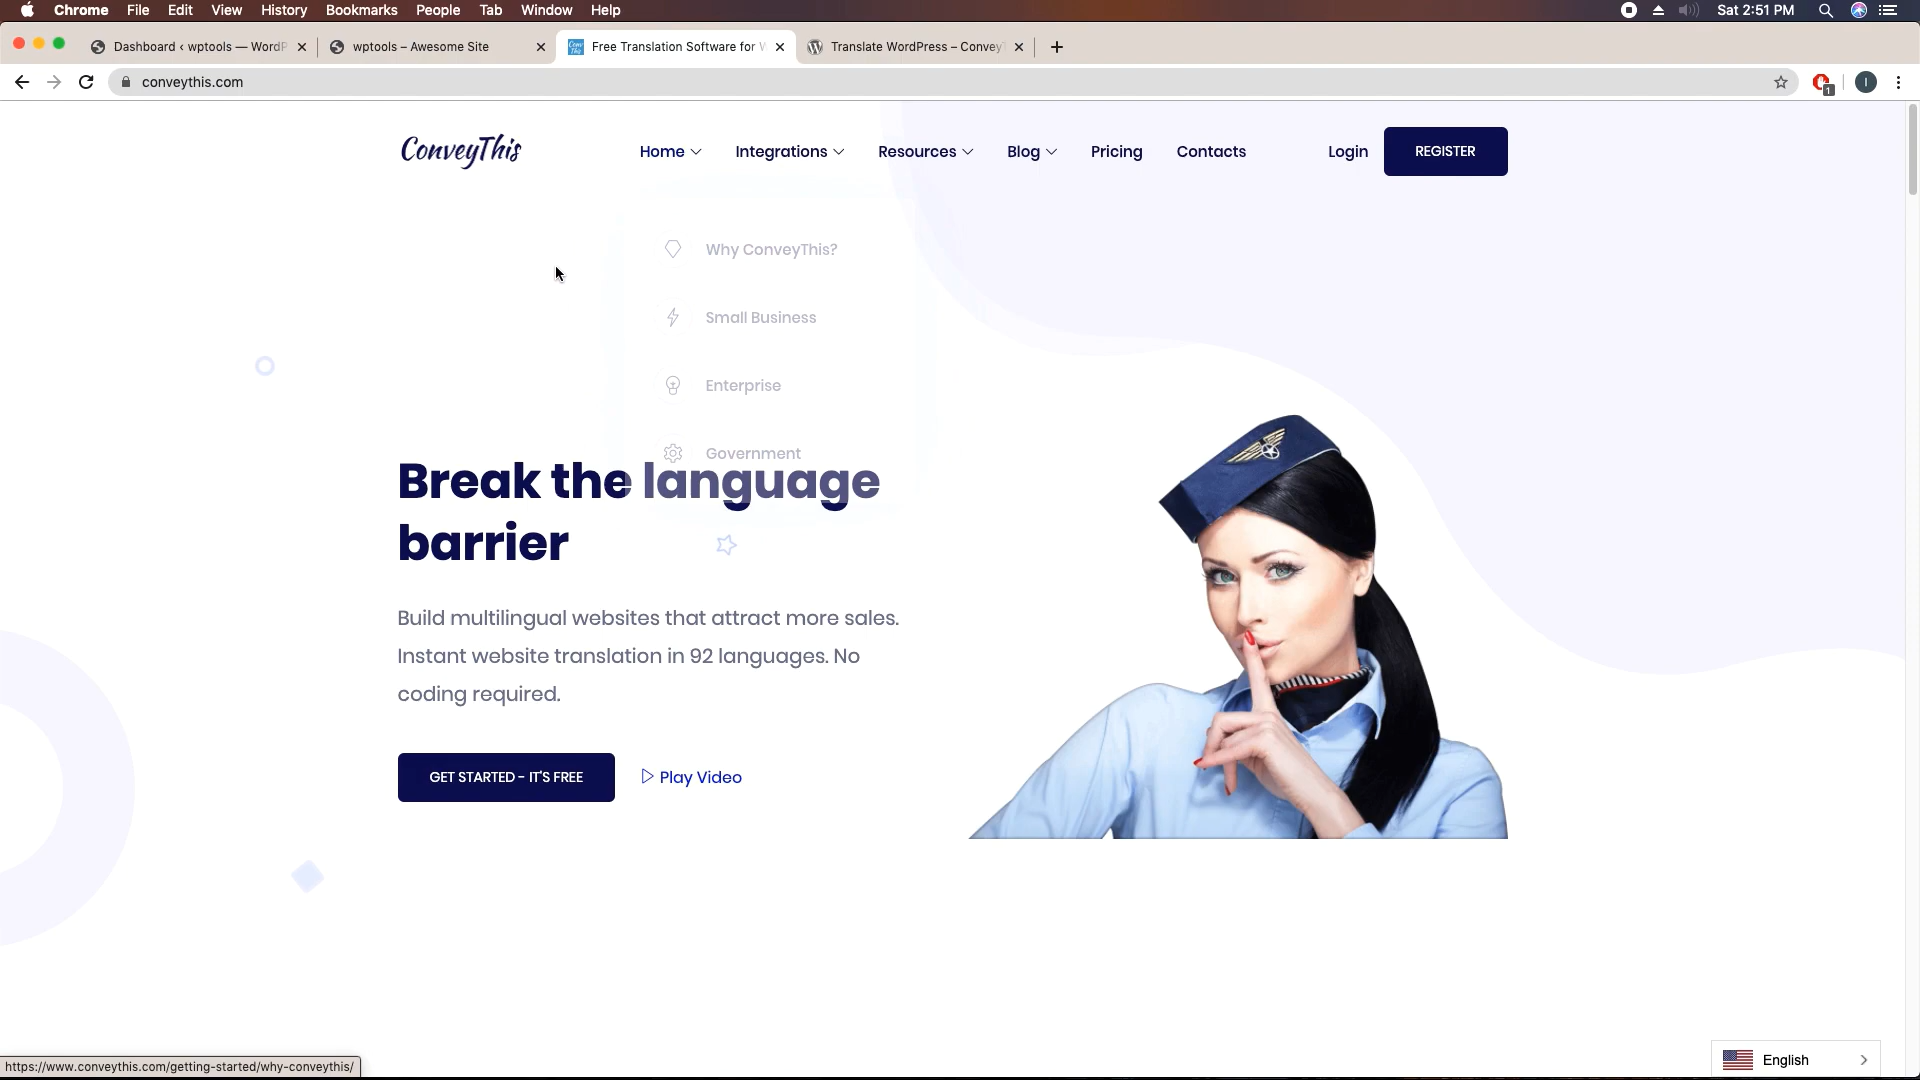 Chrome File Edit View History Bookmarks People Tab Window Help
Sat 2:51 PM
Dashboard ‹ wptools — WordP
wptools – Awesome Site
Free Translation Software for W
Translate WordPress – Convey
conveythis.com
1
I
ConveyThis
Home Integrations Resources Blog Pricing Contacts Login REGISTER
Why ConveyThis?
Small Business
Enterprise
Government
Break the language
barrier
Build multilingual websites that attract more sales.
Instant website translation in 92 languages. No
coding required.
GET STARTED - IT'S FREE
Play Video
https://www.conveythis.com/getting-started/why-conveythis/
English